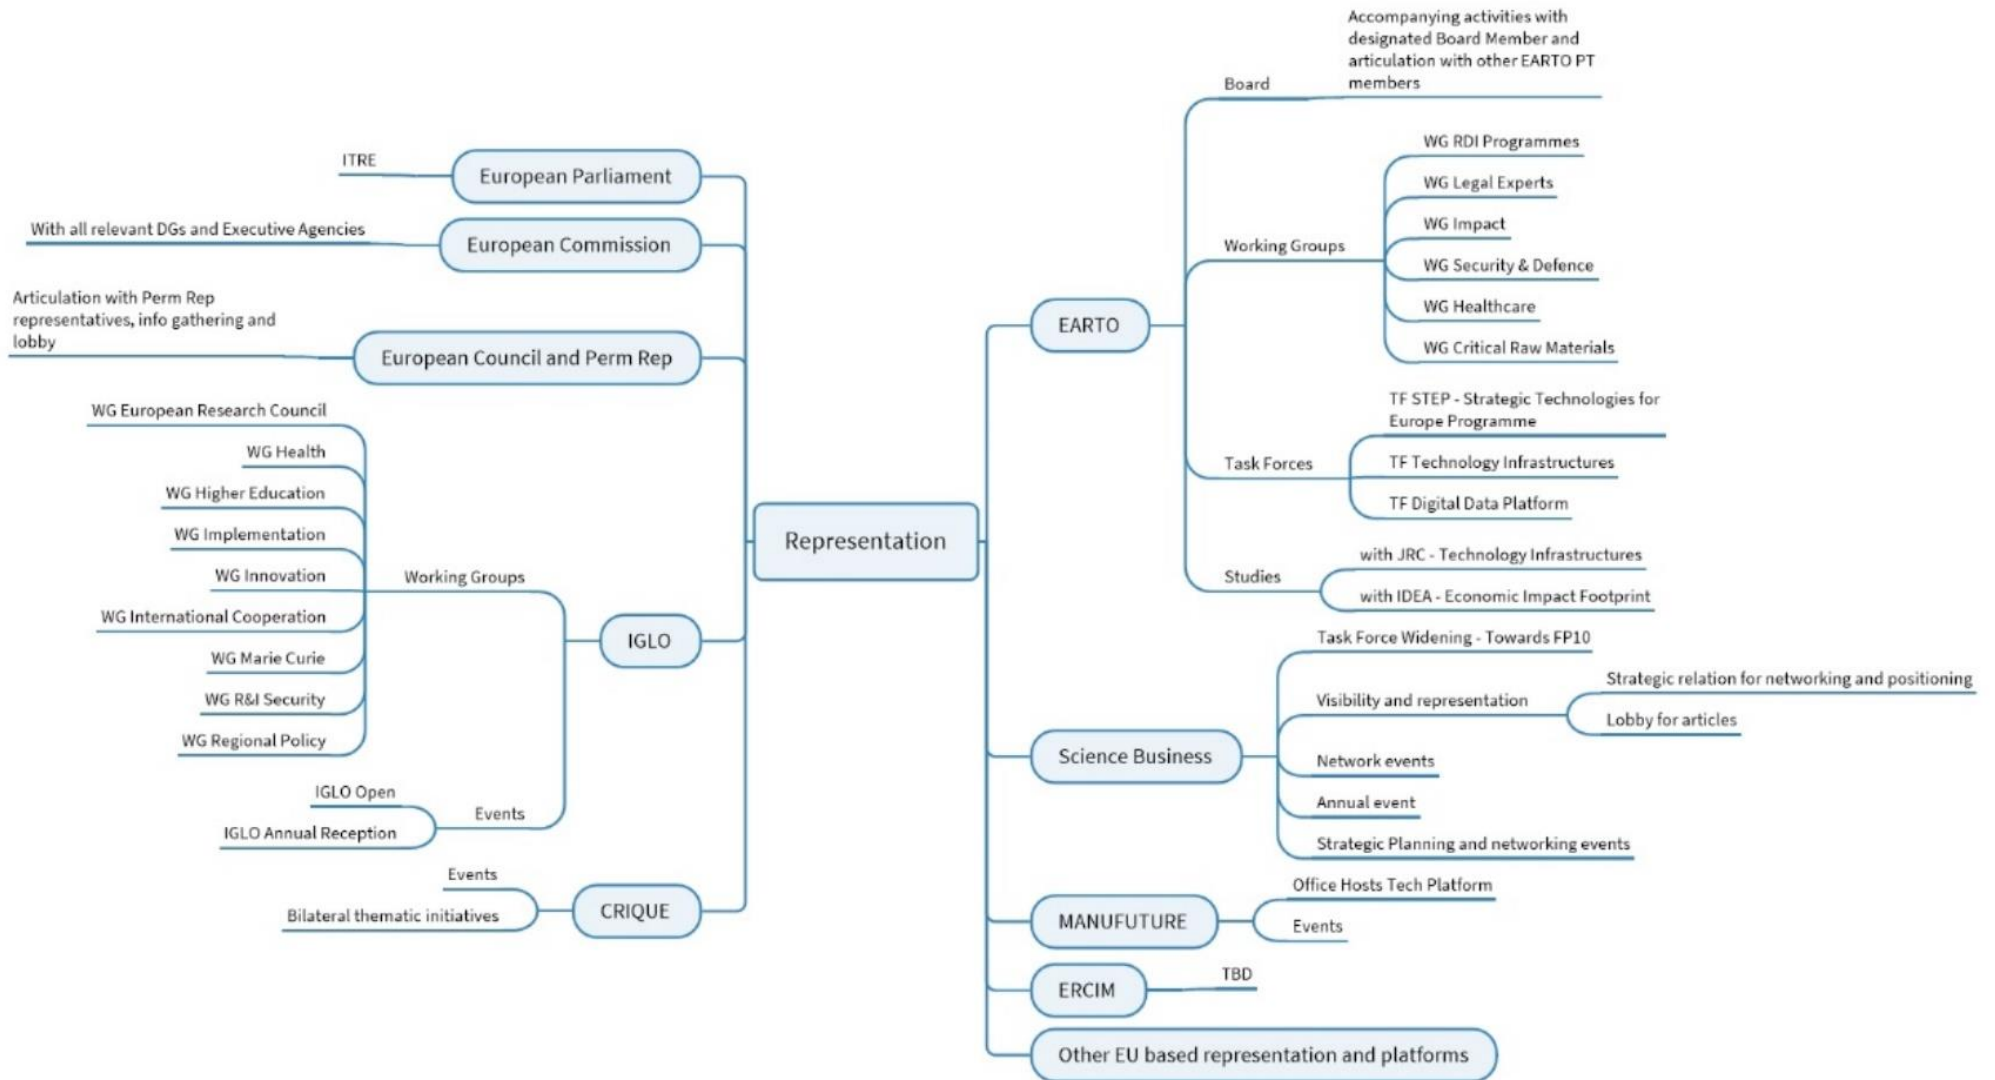 Representation
European Parliament
ITRE
European Commission
With all relevant DGs and Executive Agencies
European Council and Perm Rep
Articulation with Perm Rep
representatives, info gathering and
lobby
IGLO
Working Groups
WG European Research Council
WG Health
WG Higher Education
WG Implementation
WG Innovation
WG International Cooperation
WG Marie Curie
WG R&I Security
WG Regional Policy
Events
IGLO Open
IGLO Annual Reception
CRIQUE
Events
Bilateral thematic initiatives
EARTO
Board
Accompanying activities with
designated Board Member and
articulation with other EARTO PT
members
Working Groups
WG RDI Programmes
WG Legal Experts
WG Impact
WG Security & Defence
WG Healthcare
WG Critical Raw Materials
Task Forces
TF STEP - Strategic Technologies for
Europe Programme
TF Technology Infrastructures
TF Digital Data Platform
Studies
with JRC - Technology Infrastructures
with IDEA - Economic Impact Footprint
Science Business
Task Force Widening - Towards FP10
Visibility and representation
Strategic relation for networking and positioning
Lobby for articles
Network events
Annual event
Strategic Planning and networking events
MANUFUTURE
Office Hosts Tech Platform
Events
ERCIM
TBD
Other EU based representation and platforms